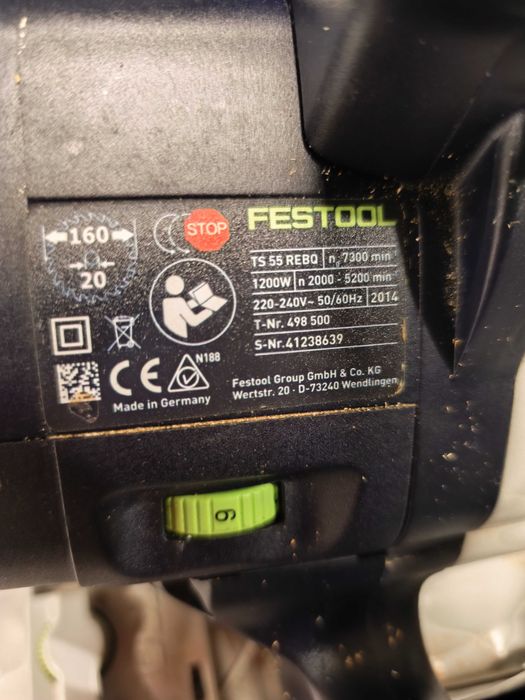 160
20
STOP
FESTOOL
TS 55 REBQ n₀ 7300 min
1200W n 2000 - 5200 min
220-240V~ 50/60Hz 2014
T-Nr. 498 500
S-Nr.41238639
CE
N188
Made in Germany
Festool Group GmbH & Co. KG
Wertstr. 20 · D-73240 Wendlingen
6